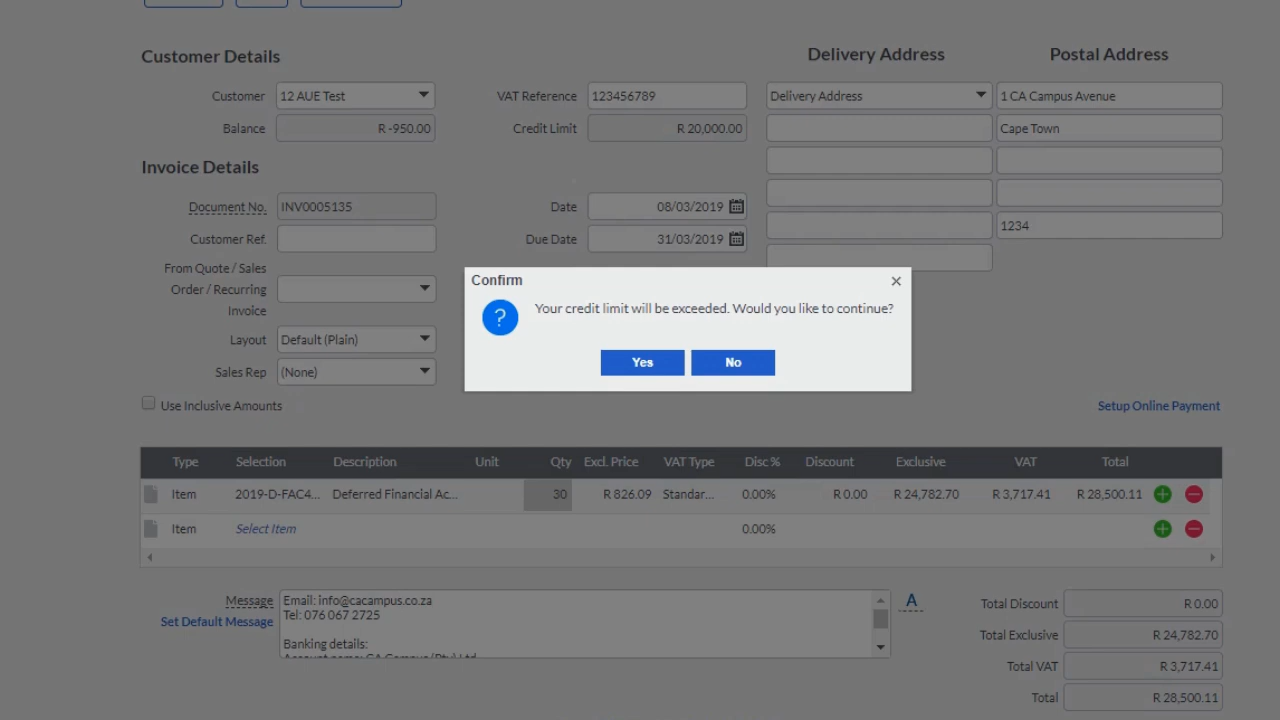 Customer Details
Delivery Address
Postal Address
Customer
12 AUE Test
VAT Reference
123456789
Delivery Address
1 CA Campus Avenue
Balance
R -950.00
Credit Limit
R 20,000.00
Cape Town
Invoice Details
Document No.
INV0005135
Date
08/03/2019
1234
Customer Ref.
Due Date
31/03/2019
From Quote / Sales
Order / Recurring
Invoice
Layout
Default (Plain)
Sales Rep
(None)
Confirm
×
?
Your credit limit will be exceeded. Would you like to continue?
Yes
No
Use Inclusive Amounts
Setup Online Payment
Type Selection Description Unit Qty Excl. Price VAT Type Disc % Discount Exclusive VAT Total
Item 2019-D-FAC4... Deferred Financial Ac... 30 R 826.09 Standar... 0.00% R 0.00 R 24,782.70 R 3,717.41 R 28,500.11
Item Select Item 0.00%
Message
Set Default Message
Email: info@cacampus.co.za
Tel: 076 067 2725
Banking details:
Account name: CA Campus (Pty) Ltd
A
Total Discount R 0.00
Total Exclusive R 24,782.70
Total VAT R 3,717.41
Total R 28,500.11